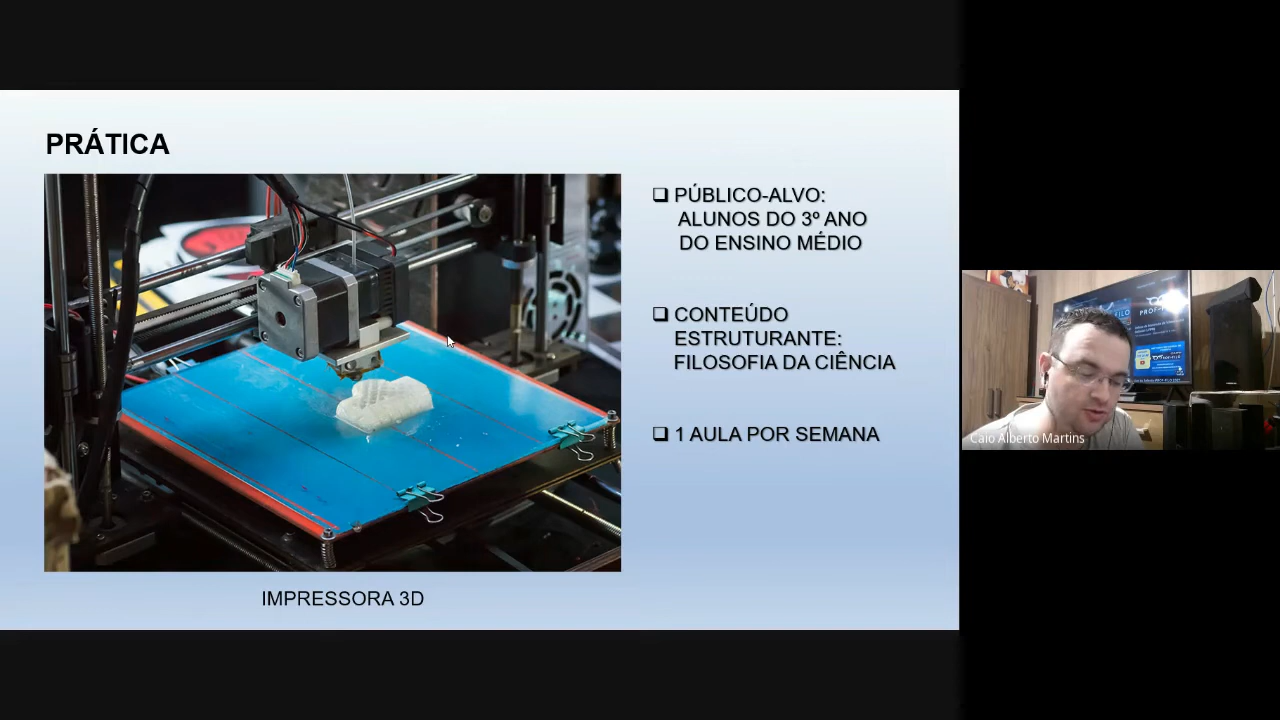 PRÁTICA
❑ PÚBLICO-ALVO:
ALUNOS DO 3º ANO
DO ENSINO MÉDIO
❑ CONTEÚDO
ESTRUTURANTE:
FILOSOFIA DA CIÊNCIA
❑ 1 AULA POR SEMANA
IMPRESSORA 3D
Caio Alberto Martins